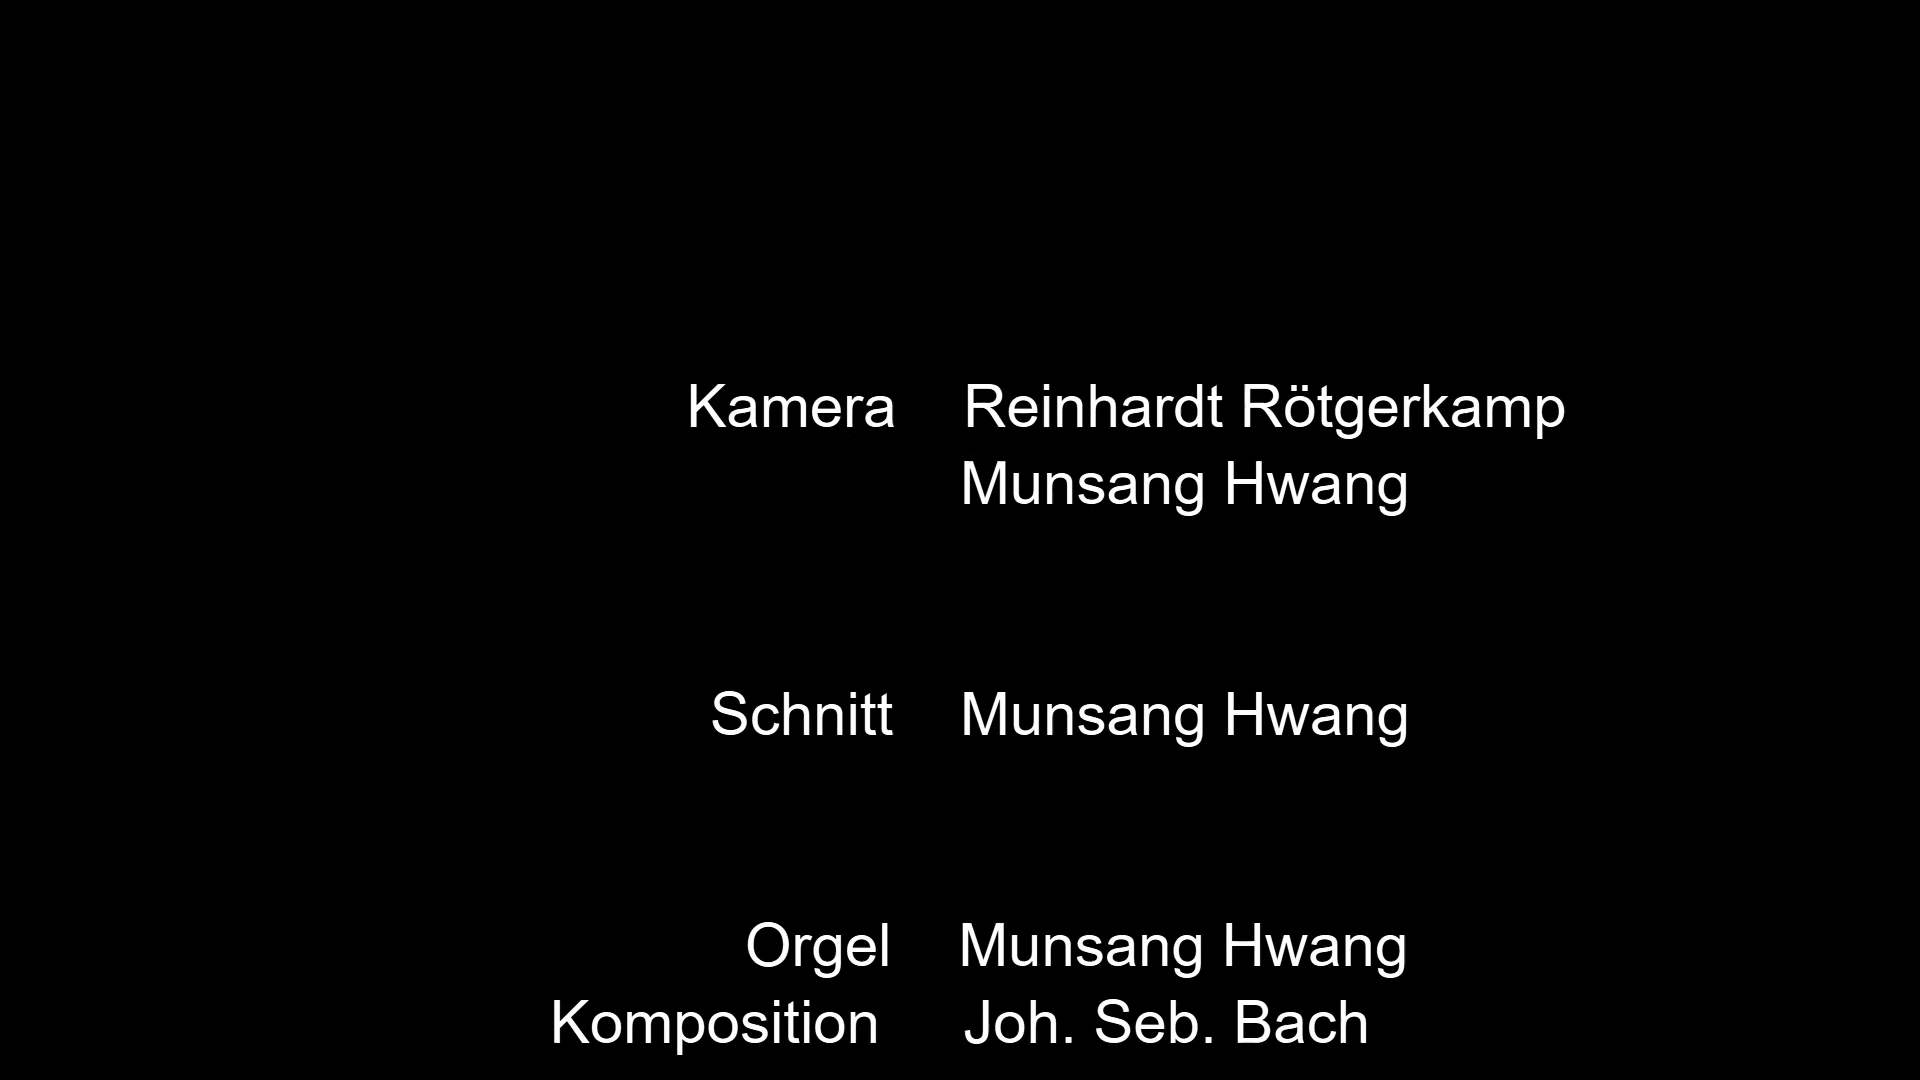 Kamera Reinhardt Rötgerkamp
Munsang Hwang
Schnitt Munsang Hwang
Orgel Munsang Hwang
Komposition Joh. Seb. Bach